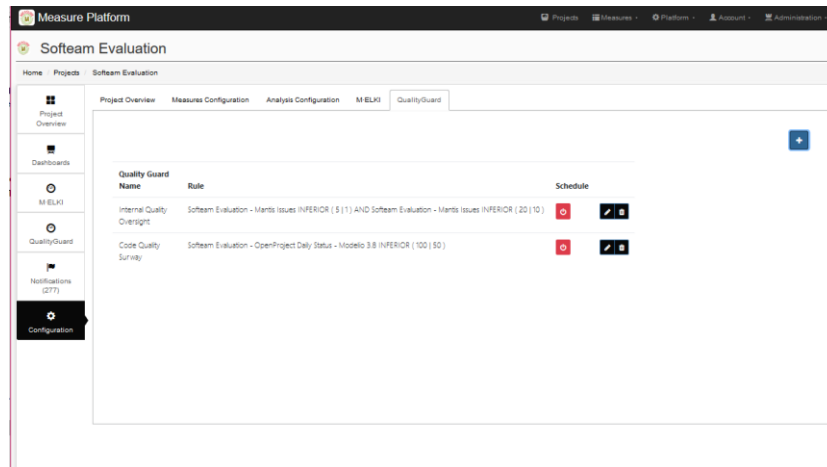 Measure Platform
Projects Measures Platform Account Administration
Softeam Evaluation
Home Projects Softeam Evaluation
Project Overview
Dashboards
M-ELKI
QualityGuard
Notifications
(277)
Configuration
Project Overview Measures Configuration Analysis Configuration M-ELKI QualityGuard
+
Quality Guard
Name Rule Schedule
Internal Quality
Oversight
Softeam Evaluation - Mantis Issues INFERIOR ( 5 | 1 ) AND Softeam Evaluation - Mantis Issues INFERIOR ( 20 | 10 )
Code Quality
Surway
Softeam Evaluation - OpenProject Daily Status - Modelio 3.8 INFERIOR ( 100 | 50 )